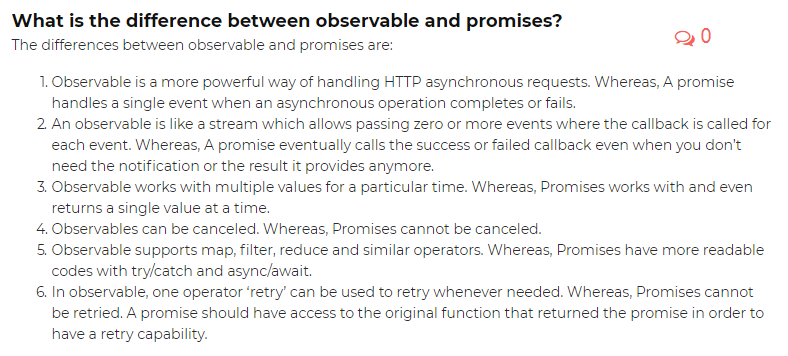 What is the difference between observable and promises?
0
The differences between observable and promises are:
1. Observable is a more powerful way of handling HTTP asynchronous requests. Whereas, A promise
handles a single event when an asynchronous operation completes or fails.
2. An observable is like a stream which allows passing zero or more events where the callback is called for
each event. Whereas, A promise eventually calls the success or failed callback even when you don't
need the notification or the result it provides anymore.
3. Observable works with multiple values for a particular time. Whereas, Promises works with and even
returns a single value at a time.
4. Observables can be canceled. Whereas, Promises cannot be canceled.
5. Observable supports map, filter, reduce and similar operators. Whereas, Promises have more readable
codes with try/catch and async/await.
6. In observable, one operator 'retry' can be used to retry whenever needed. Whereas, Promises cannot
be retried. A promise should have access to the original function that returned the promise in order to
have a retry capability.